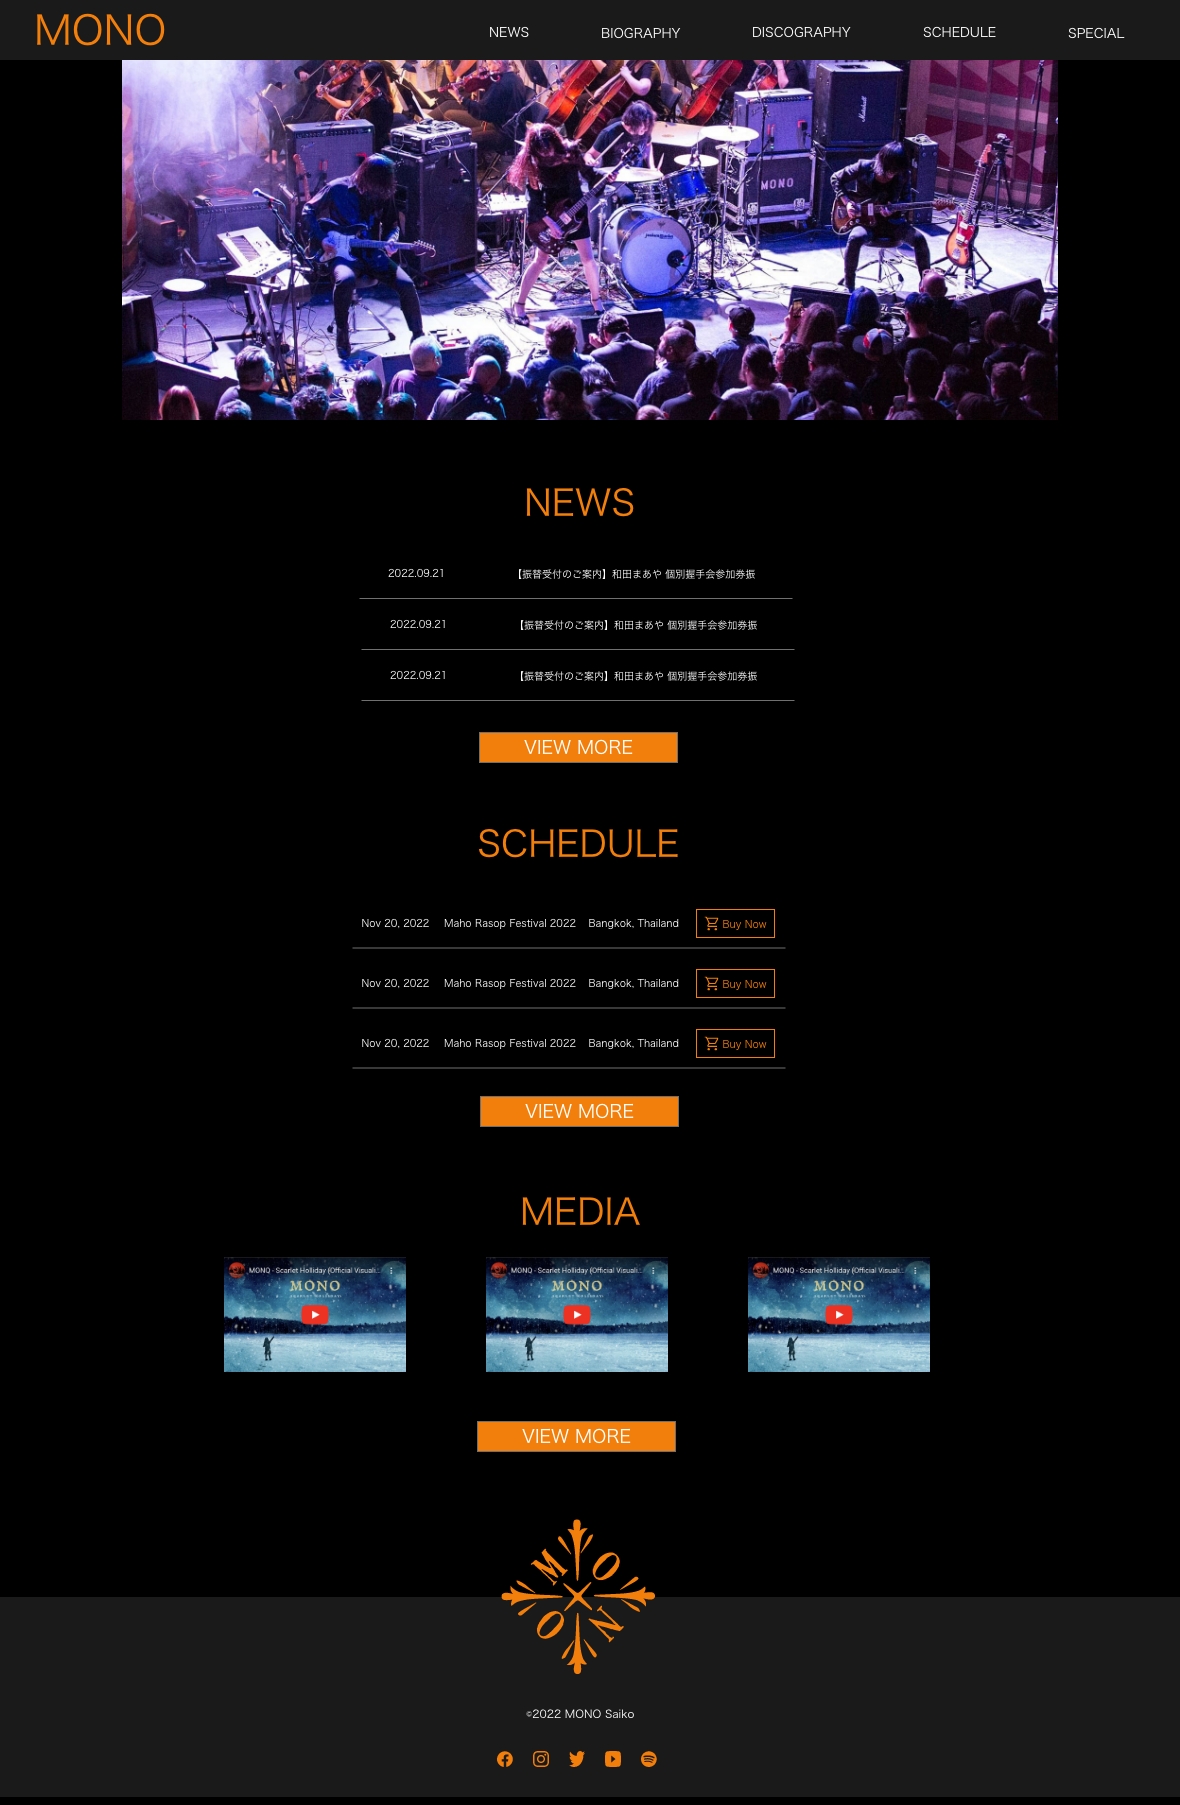 MONO
NEWS BIOGRAPHY DISCOGRAPHY SCHEDULE SPECIAL
Marshall
MONO
NEWS
2022.09.21 【振替受付のご案内】和田まあや 個別握手会参加券振
2022.09.21 【振替受付のご案内】和田まあや 個別握手会参加券振
2022.09.21 【振替受付のご案内】和田まあや 個別握手会参加券振
VIEW MORE
SCHEDULE
Nov 20, 2022 Maho Rasop Festival 2022 Bangkok, Thailand Buy Now
Nov 20, 2022 Maho Rasop Festival 2022 Bangkok, Thailand Buy Now
Nov 20, 2022 Maho Rasop Festival 2022 Bangkok, Thailand Buy Now
VIEW MORE
MEDIA
MONO - Scarlet Holliday (Official Visuali...
MONO
MONO - Scarlet Holliday (Official Visuali...
MONO
MONO - Scarlet Holliday (Official Visuali...
MONO
VIEW MORE
MONO
©2022 MONO Saiko